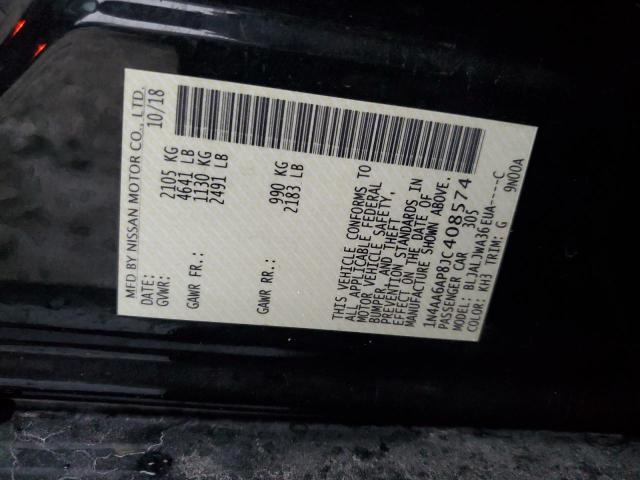 MFD BY NISSAN MOTOR CO., LTD.
DATE: 10/18
GVWR: 2105 KG
4641 LB
GAWR FR.: 1130 KG
2491 LB
GAWR RR.: 990 KG
2183 LB
THIS VEHICLE CONFORMS TO
ALL APPLICABLE FEDERAL
MOTOR VEHICLE SAFETY,
BUMPER, AND THEFT
PREVENTION STANDARDS IN
EFFECT ON THE DATE OF
MANUFACTURE SHOWN ABOVE.
1N4AA6AP8JC408574
PASSENGER CAR 305
MODEL: BLJALJWA36EUA----C
COLOR: KH3 TRIM: G 9N00A